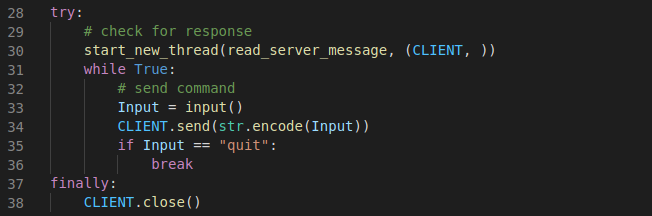 28 try:
29 # check for response
30 start_new_thread(read_server_message, (CLIENT, ))
31 while True:
32 # send command
33 Input = input()
34 CLIENT.send(str.encode(Input))
35 if Input == "quit":
36 break
37 finally:
38 CLIENT.close()